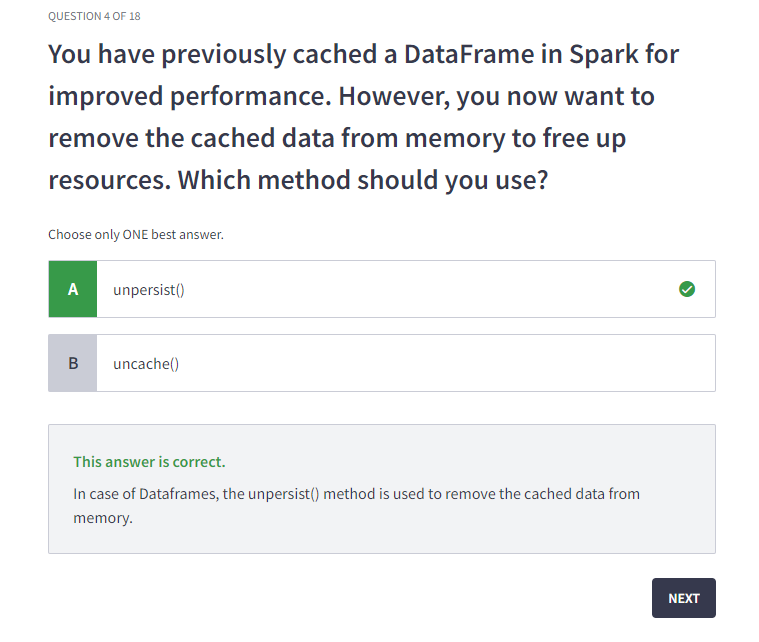 QUESTION 4 OF 18
You have previously cached a DataFrame in Spark for
improved performance. However, you now want to
remove the cached data from memory to free up
resources. Which method should you use?
Choose only ONE best answer.
A unpersist()
B uncache()
This answer is correct.
In case of Dataframes, the unpersist() method is used to remove the cached data from
memory.
NEXT